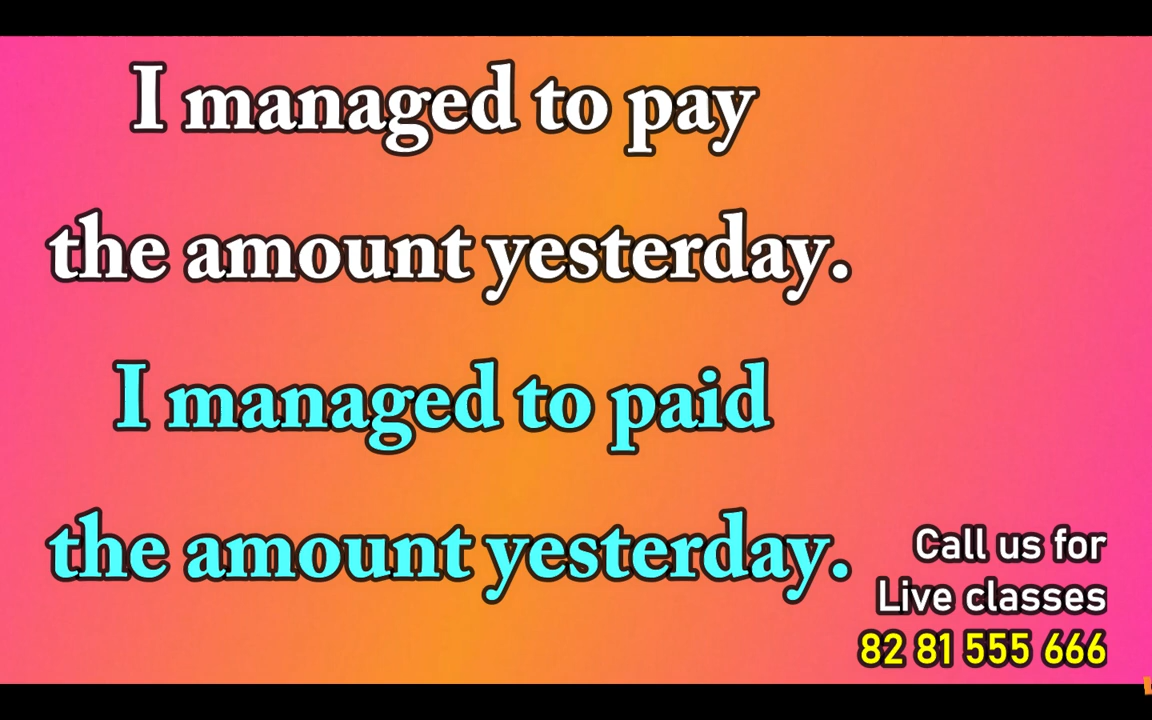 I managed to pay
the amount yesterday.
I managed to paid
the amount yesterday.
Call us for
Live classes
82 81 555 666